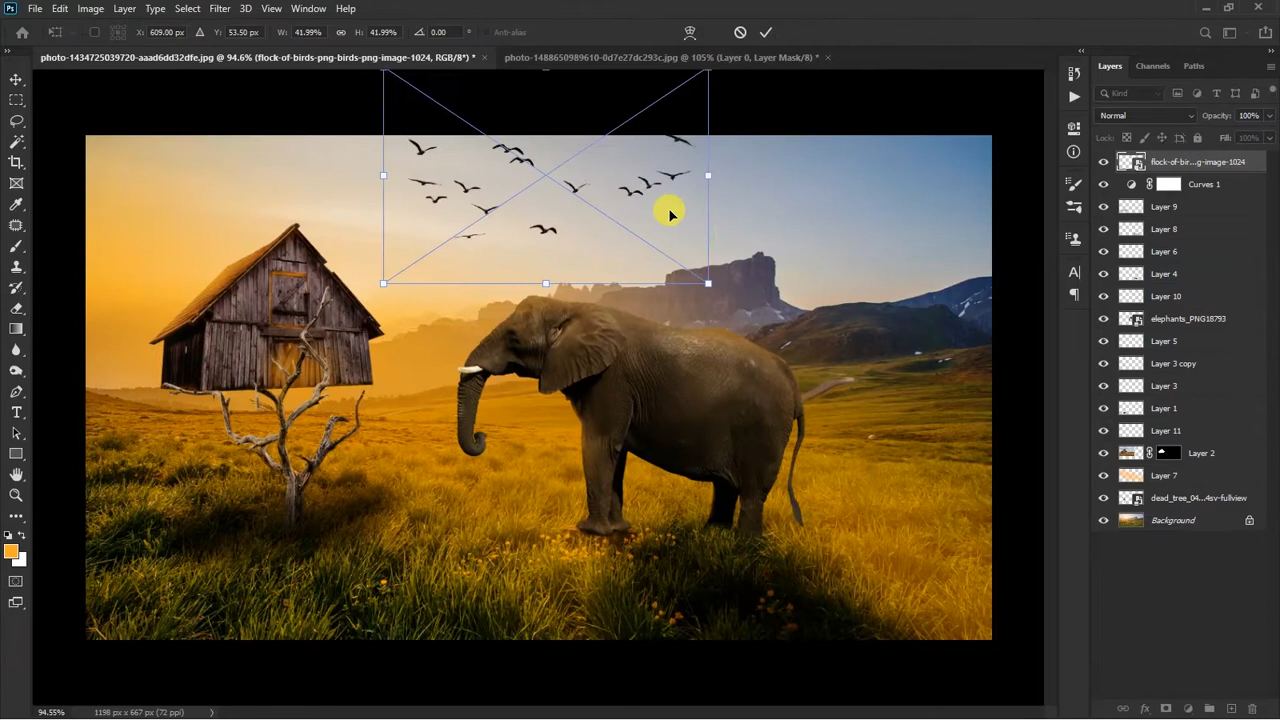 Ps File Edit Image Layer Type Select Filter 3D View Window Help
X: 609.00 px Y: 53.50 px W: 41.99% H: 41.99% 0.00 ° Anti-alias
photo-1434725039720-aaad6dd32dfe.jpg @ 94.6% (flock-of-birds-png-birds-png-image-1024, RGB/8*) * × photo-1488650989610-0d7e27dc293c.jpg @ 105% (Layer 0, Layer Mask/8) * ×
Layers Channels Paths
Kind
Normal Opacity: 100%
Lock: Fill: 100%
flock-of-bir...g-image-1024
Curves 1
Layer 9
Layer 8
Layer 6
Layer 4
Layer 10
elephants_PNG18793
Layer 5
Layer 3 copy
Layer 3
Layer 1
Layer 11
Layer 2
Layer 7
dead_tree_04...4sv-fullview
Background
94.55% 1198 px x 667 px (72 ppi)